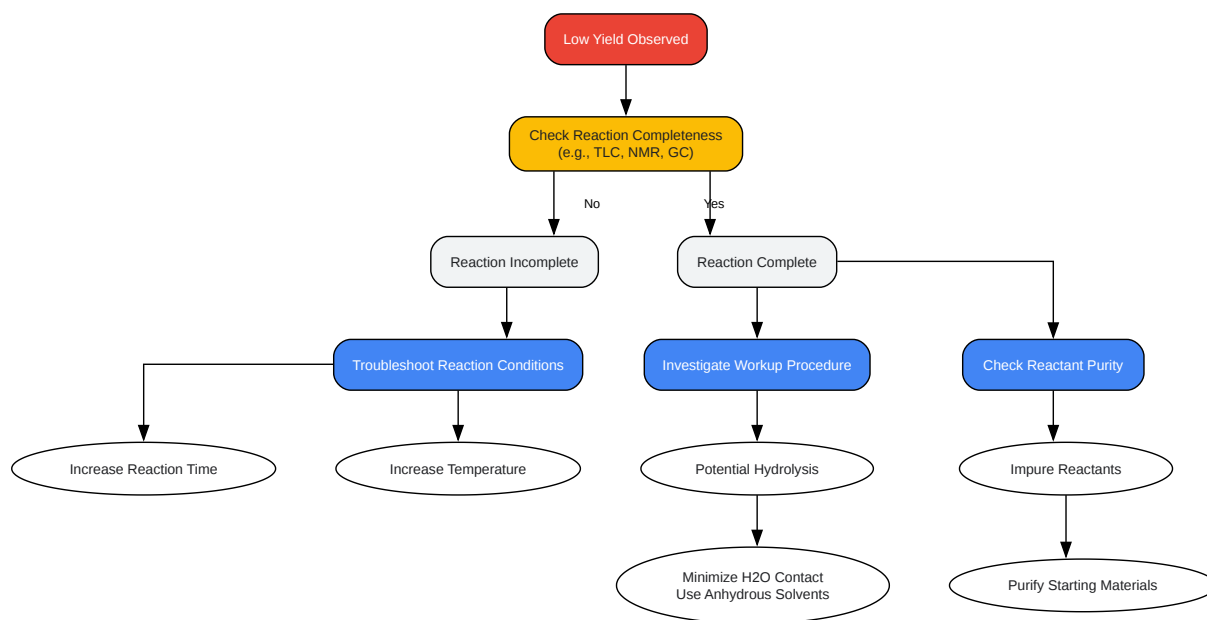 Low Yield Observed
Check Reaction Completeness
(e.g., TLC, NMR, GC)
No
Yes
Reaction Incomplete
Reaction Complete
Troubleshoot Reaction Conditions
Investigate Workup Procedure
Check Reactant Purity
Increase Reaction Time
Increase Temperature
Potential Hydrolysis
Impure Reactants
Minimize H2O Contact
Use Anhydrous Solvents
Purify Starting Materials